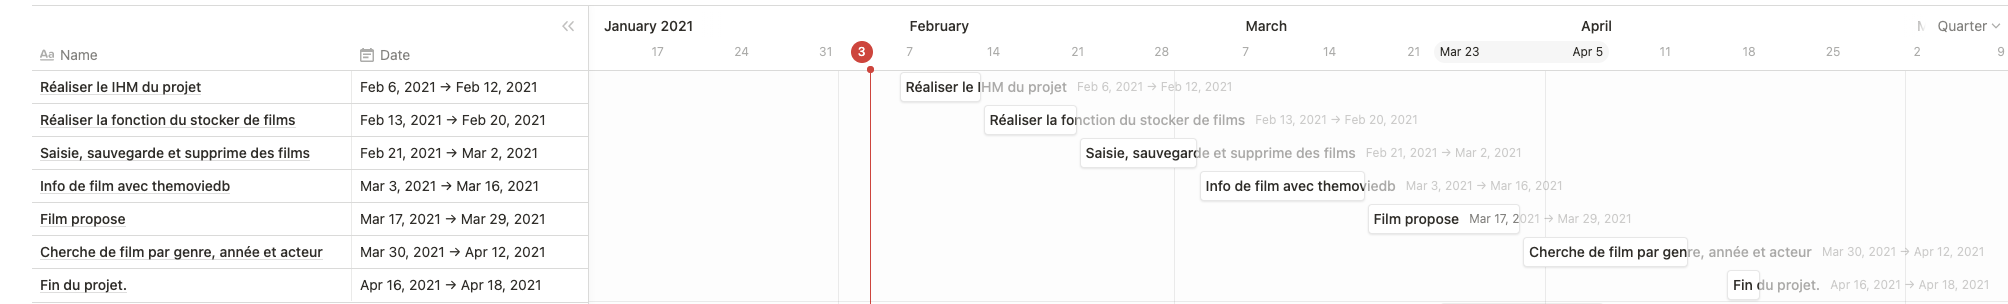 January 2021 February March April Quarter
Aa Name Date
17 24 31 3 7 14 21 28 7 14 21 Mar 23 Apr 5 11 18 25 2 9
Réaliser le IHM du projet Feb 6, 2021 → Feb 12, 2021 Réaliser le IHM du projet Feb 6, 2021 → Feb 12, 2021
Réaliser la fonction du stocker de films Feb 13, 2021 → Feb 20, 2021 Réaliser la fonction du stocker de films Feb 13, 2021 → Feb 20, 2021
Saisie, sauvegarde et supprime des films Feb 21, 2021 → Mar 2, 2021 Saisie, sauvegarde et supprime des films Feb 21, 2021 → Mar 2, 2021
Info de film avec themoviedb Mar 3, 2021 → Mar 16, 2021 Info de film avec themoviedb Mar 3, 2021 → Mar 16, 2021
Film propose Mar 17, 2021 → Mar 29, 2021 Film propose Mar 17, 2021 → Mar 29, 2021
Cherche de film par genre, année et acteur Mar 30, 2021 → Apr 12, 2021 Cherche de film par genre, année et acteur Mar 30, 2021 → Apr 12, 2021
Fin du projet. Apr 16, 2021 → Apr 18, 2021 Fin du projet. Apr 16, 2021 → Apr 18, 2021